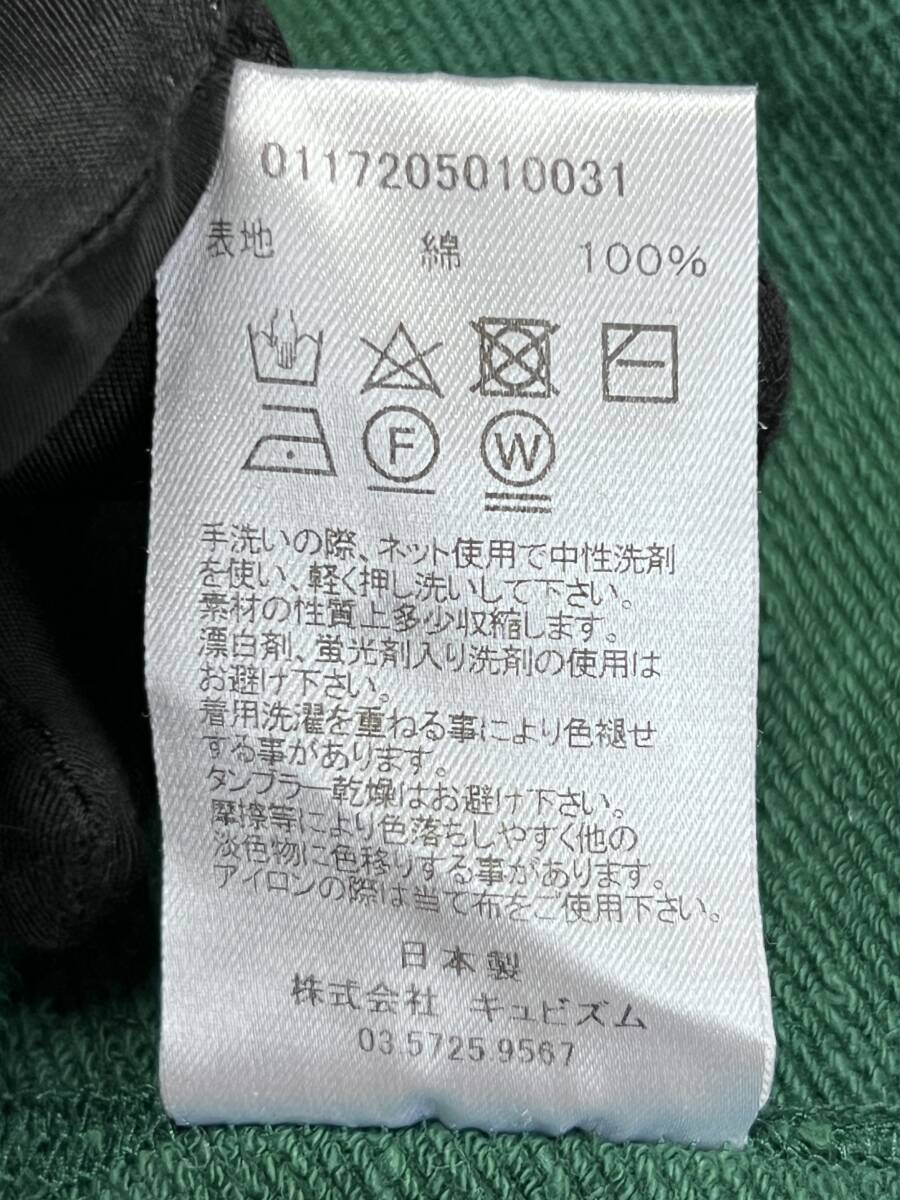 0117205010031
表地 綿 100%
F W
手洗いの際、ネット使用で中性洗剤
を使い、軽く押し洗いして下さい。
素材の性質上多少収縮します。
漂白剤、蛍光剤入り洗剤の使用は
お避け下さい。
着用洗濯を重ねる事により色褪せ
する事があります。
タンブラー乾燥はお避け下さい。
摩擦等により色落ちしやすく他の
淡色物に色移りする事があります。
アイロンの際は当て布をご使用下さい。
日本製
株式会社 キュビズム
03.5725.9567